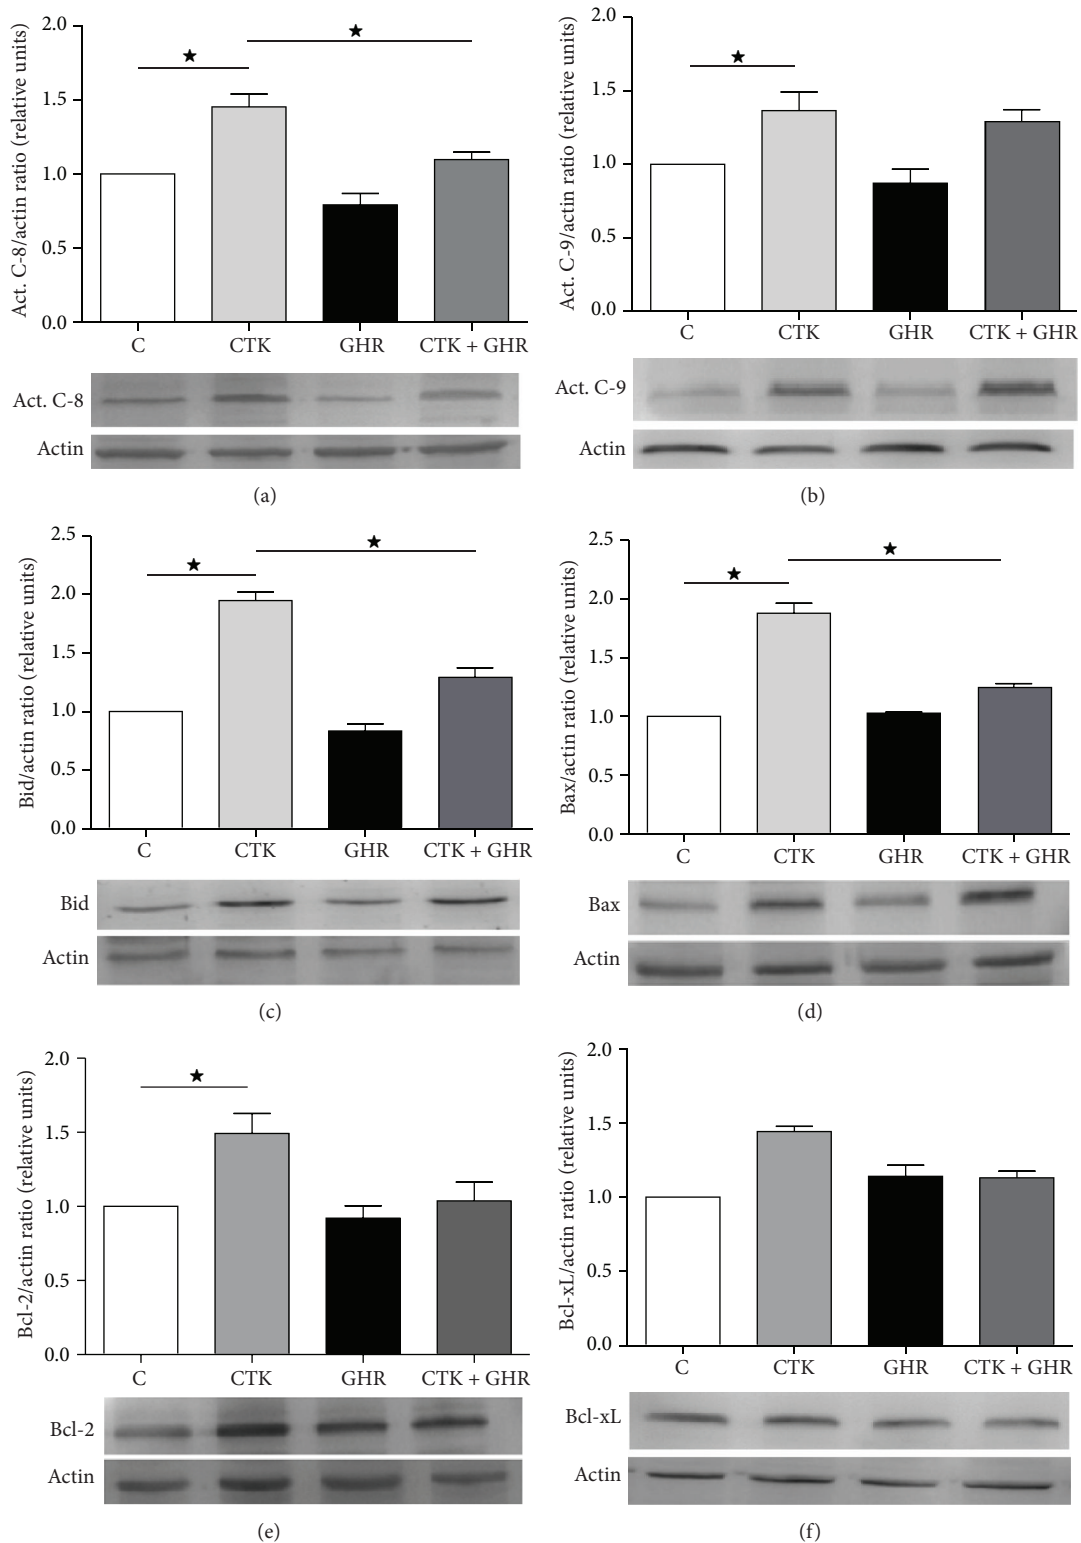 Act. C-8/actin ratio (relative units)
2.0
1.5
1.0
0.5
0.0
★
★
C CTK GHR CTK + GHR
Act. C-8
Actin
(a)
Act. C-9/actin ratio (relative units)
2.0
1.5
1.0
0.5
0.0
★
C CTK GHR CTK + GHR
Act. C-9
Actin
(b)
Bid/actin ratio (relative units)
2.5
2.0
1.5
1.0
0.5
0.0
★
★
C CTK GHR CTK + GHR
Bid
Actin
(c)
Bax/actin ratio (relative units)
2.5
2.0
1.5
1.0
0.5
0.0
★
★
C CTK GHR CTK + GHR
Bax
Actin
(d)
Bcl-2/actin ratio (relative units)
2.0
1.5
1.0
0.5
0.0
★
C CTK GHR CTK + GHR
Bcl-2
Actin
(e)
Bcl-xL/actin ratio (relative units)
2.0
1.5
1.0
0.5
0.0
C CTK GHR CTK + GHR
Bcl-xL
Actin
(f)